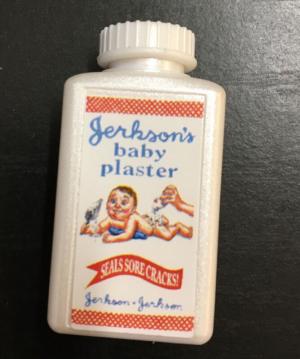 Jerkson's
baby
plaster
SEALS SORE CRACKS!
Jerkson & Jerkson